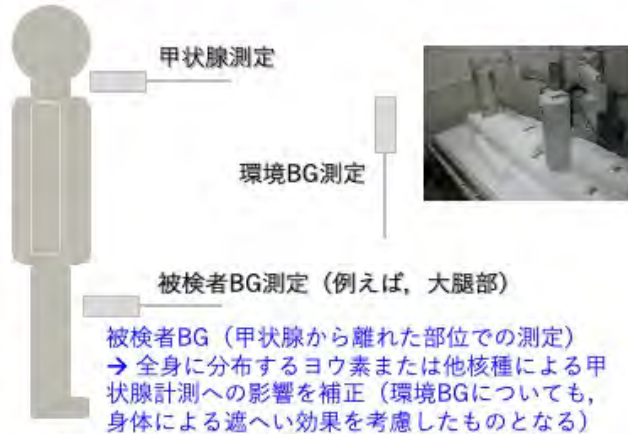 甲状腺測定
環境BG測定
被検者BG測定（例えば，大腿部）
被検者BG（甲状腺から離れた部位での測定）
→ 全身に分布するヨウ素または他核種による甲
状腺計測への影響を補正（環境BGについても，
身体による遮へい効果を考慮したものとなる）